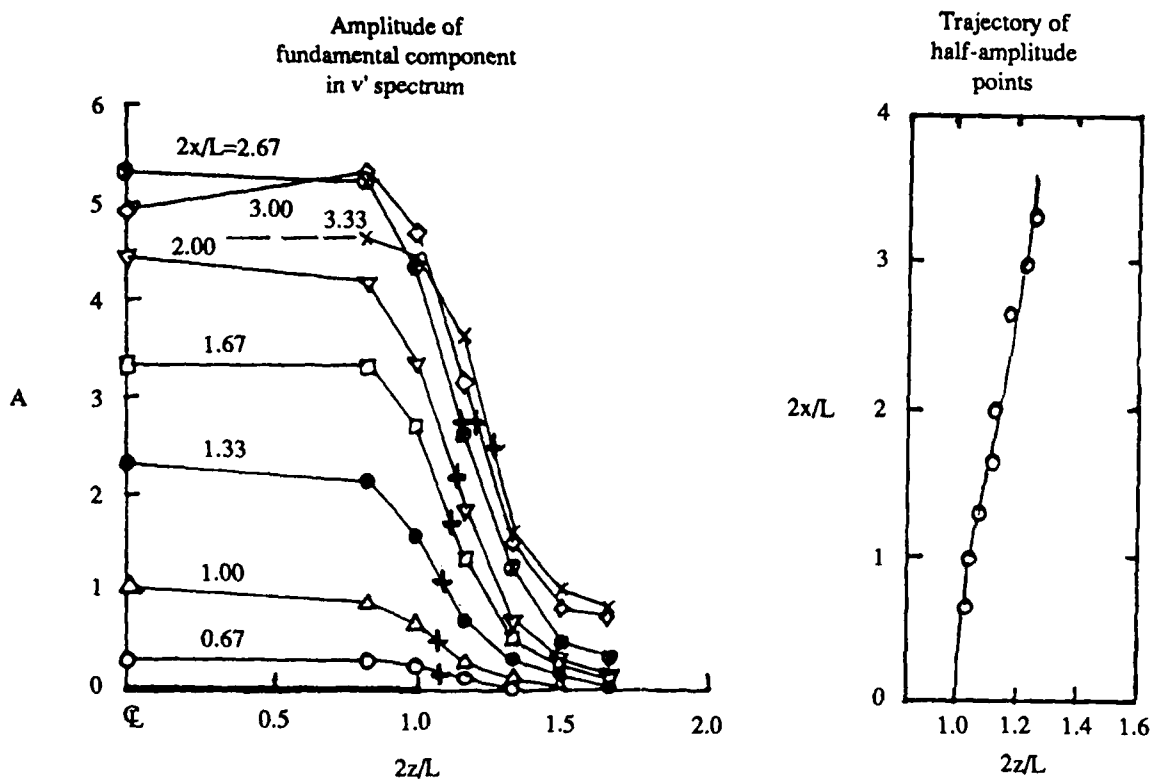 Amplitude of
fundamental component
in v' spectrum
6
5
4
3
2
1
0
A
2x/L=2.67
3.00
3.33
2.00
1.67
1.33
1.00
0.67
℄
0.5
1.0
1.5
2.0
2z/L
Trajectory of
half-amplitude
points
4
3
2
1
0
2x/L
1.0
1.2
1.4
1.6
2z/L